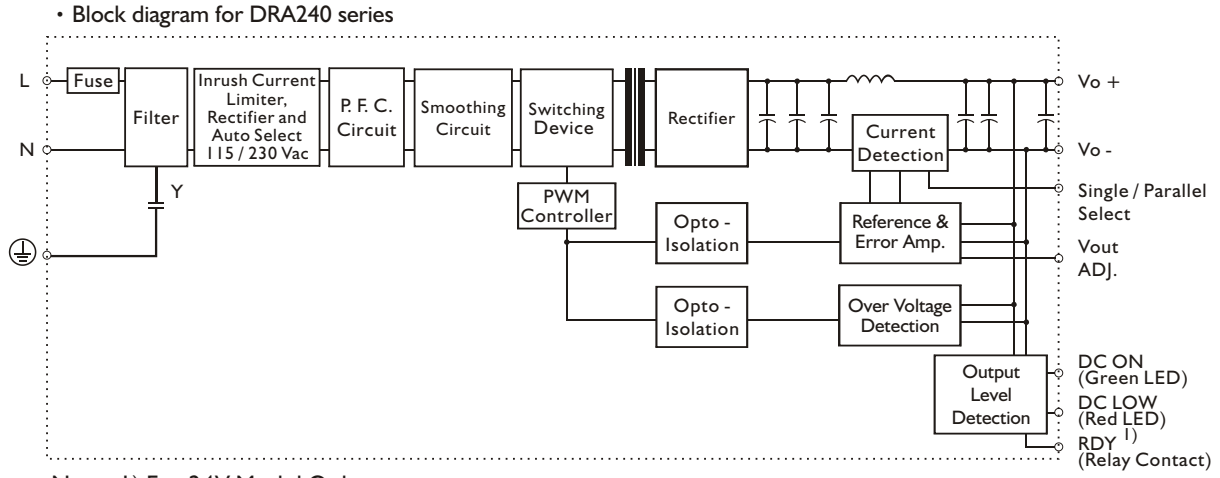 • Block diagram for DRA240 series
L
Fuse
N
Filter
Inrush Current
Limiter,
Rectifier and
Auto Select
115 / 230 Vac
P. F. C.
Circuit
Smoothing
Circuit
Switching
Device
Rectifier
Current
Detection
Vo +
Vo -
Single / Parallel
Select
Vout
ADJ.
Y
PWM
Controller
Opto -
Isolation
Reference &
Error Amp.
Opto -
Isolation
Over Voltage
Detection
Output
Level
Detection
DC ON
(Green LED)
DC LOW
(Red LED)
RDY 1)
(Relay Contact)